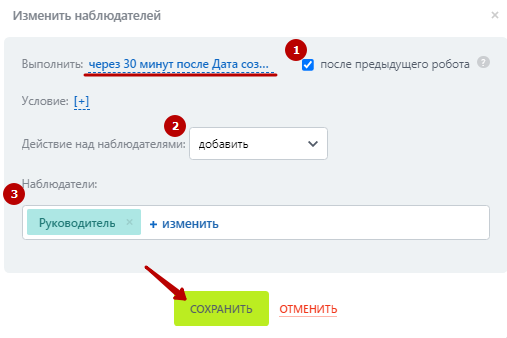 Изменить наблюдателей ×
1
Выполнить: через 30 минут после Дата соз... после предыдущего робота ?
Условие: [+]
2
Действие над наблюдателями: добавить
Наблюдатели:
3
Руководитель × + изменить
СОХРАНИТЬ ОТМЕНИТЬ